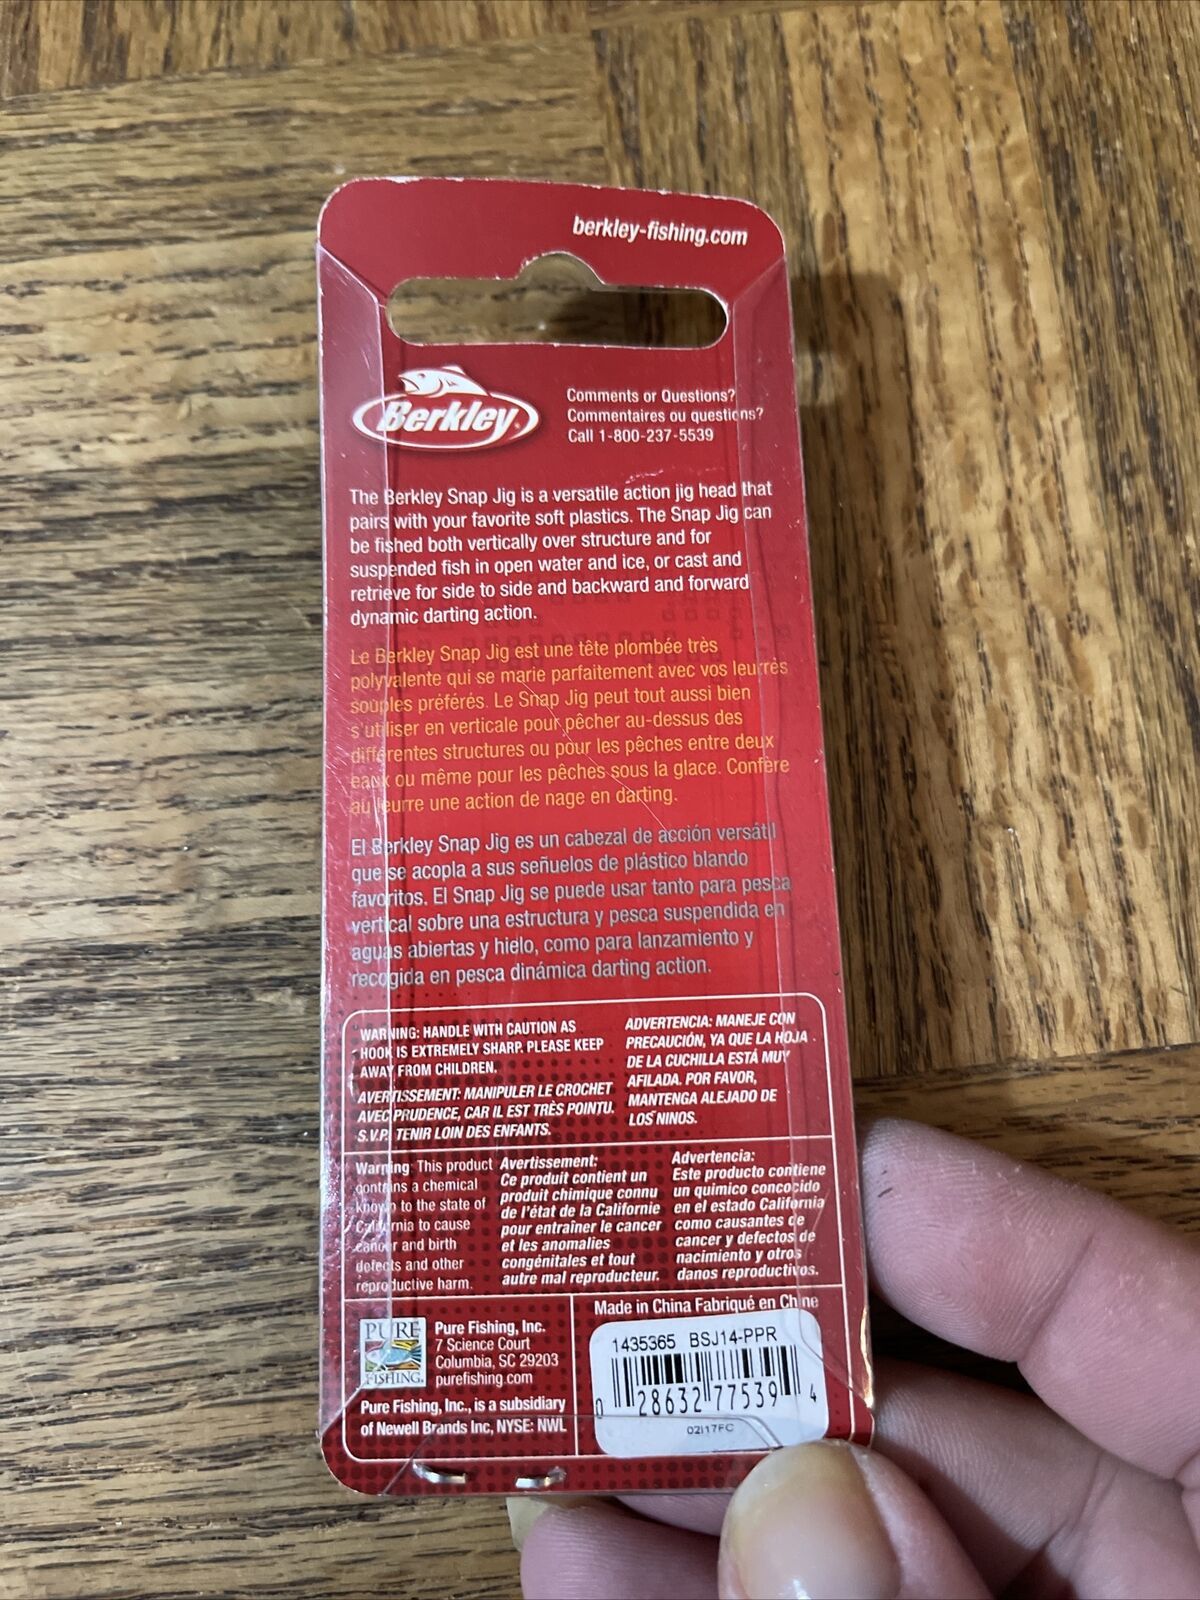 berkley-fishing.com
Berkley
Comments or Questions?
Commentaires ou questions?
Call 1-800-237-5539
The Berkley Snap Jig is a versatile action jig head that
pairs with your favorite soft plastics. The Snap Jig can
be fished both vertically over structure and for
suspended fish in open water and ice, or cast and
retrieve for side to side and backward and forward
dynamic darting action.
Le Berkley Snap Jig est une tête plombée très
polyvalente qui se marie parfaitement avec vos leurrès
souples préférés. Le Snap Jig peut tout aussi bien
s'utiliser en verticale pour pêcher au-dessus des
différentes structures ou pour les pêches entre deux
eaux ou même pour les pêches sous la glace. Confère
au leurre une action de nage en darting.
El Berkley Snap Jig es un cabezal de acción versátil
que se acopla a sus señuelos de plástico blando
favoritos. El Snap Jig se puede usar tanto para pesca
vertical sobre una estructura y pesca suspendida en
aguas abiertas y hielo, como para lanzamiento y
recogida en pesca dinámica darting action.
WARNING: HANDLE WITH CAUTION AS
HOOK IS EXTREMELY SHARP. PLEASE KEEP
AWAY FROM CHILDREN.
AVERTISSEMENT: MANIPULER LE CROCHET
AVEC PRUDENCE, CAR IL EST TRÈS POINTU.
S.V.P. TENIR LOIN DES ENFANTS.
ADVERTENCIA: MANEJE CON
PRECAUCIÓN, YA QUE LA HOJA
DE LA CUCHILLA ESTÁ MUY
AFILADA. POR FAVOR,
MANTENGA ALEJADO DE
LOS NINOS.
Warning: This product
contains a chemical
known to the state of
California to cause
cancer and birth
defects and other
reproductive harm.
Avertissement:
Ce produit contient un
produit chimique connu
de l'état de la Californie
pour entraîner le cancer
et les anomalies
congénitales et tout
autre mal reproducteur.
Advertencia:
Este producto contiene
un quimico concocido
en el estado California
como causantes de
cancer y defectos de
nacimiento y otros
danos reproductivos.
PURE
FISHING.
Pure Fishing, Inc.
7 Science Court
Columbia, SC 29203
purefishing.com
Pure Fishing, Inc., is a subsidiary
of Newell Brands Inc, NYSE: NWL
Made in China Fabriqué en Chine
1435365 BSJ14-PPR
0 28632 77539 4
02117FC